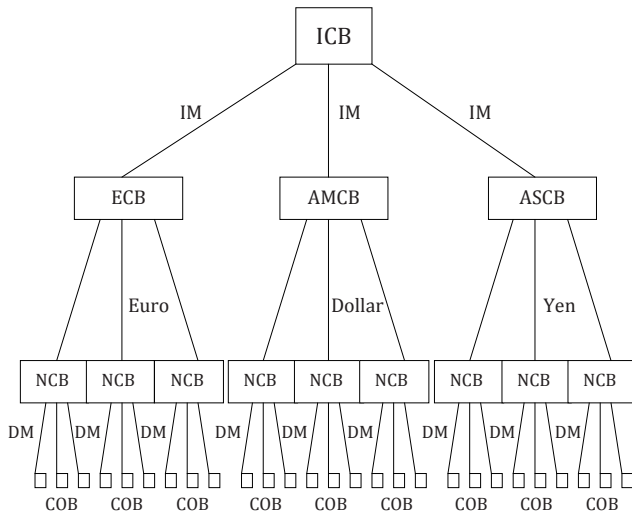 ICB
IM IM IM
ECB AMCB ASCB
Euro Dollar Yen
NCB NCB NCB NCB NCB NCB NCB NCB NCB
DM DM DM DM DM DM DM DM DM
COB COB COB COB COB COB COB COB COB